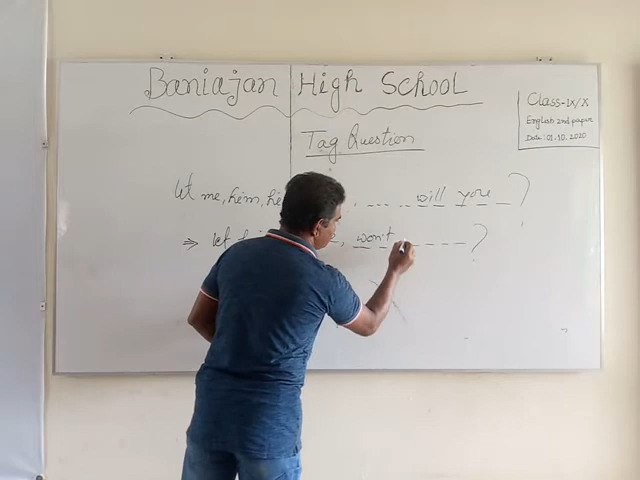 Baniajan High School
Class-IX/X
English 2nd paper
Date: 01.10.2020
Tag Question
let me, him, , ... will you ?
⇒ let , won't ?